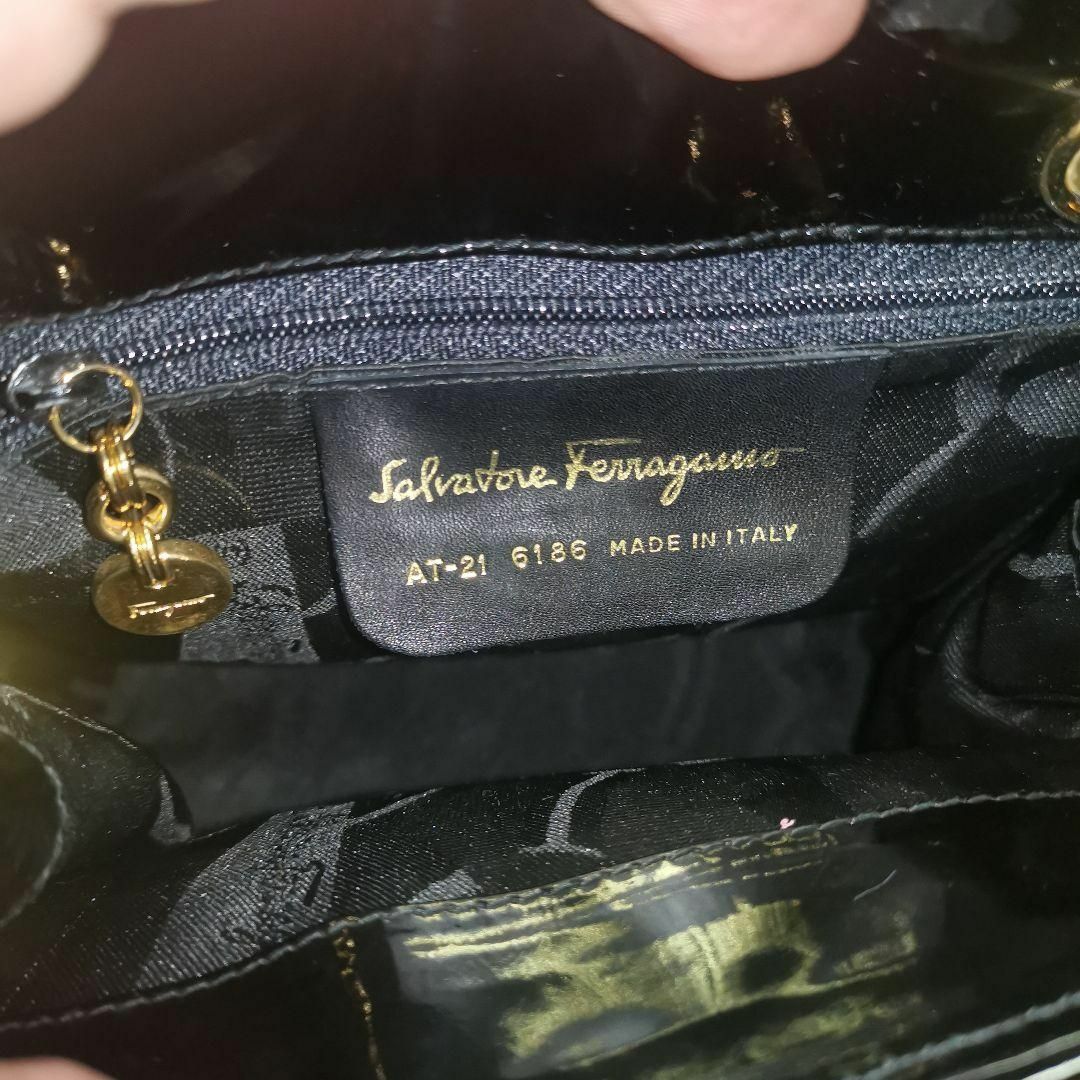 Salvatore Ferragamo
AT-21 6186 MADE IN ITALY